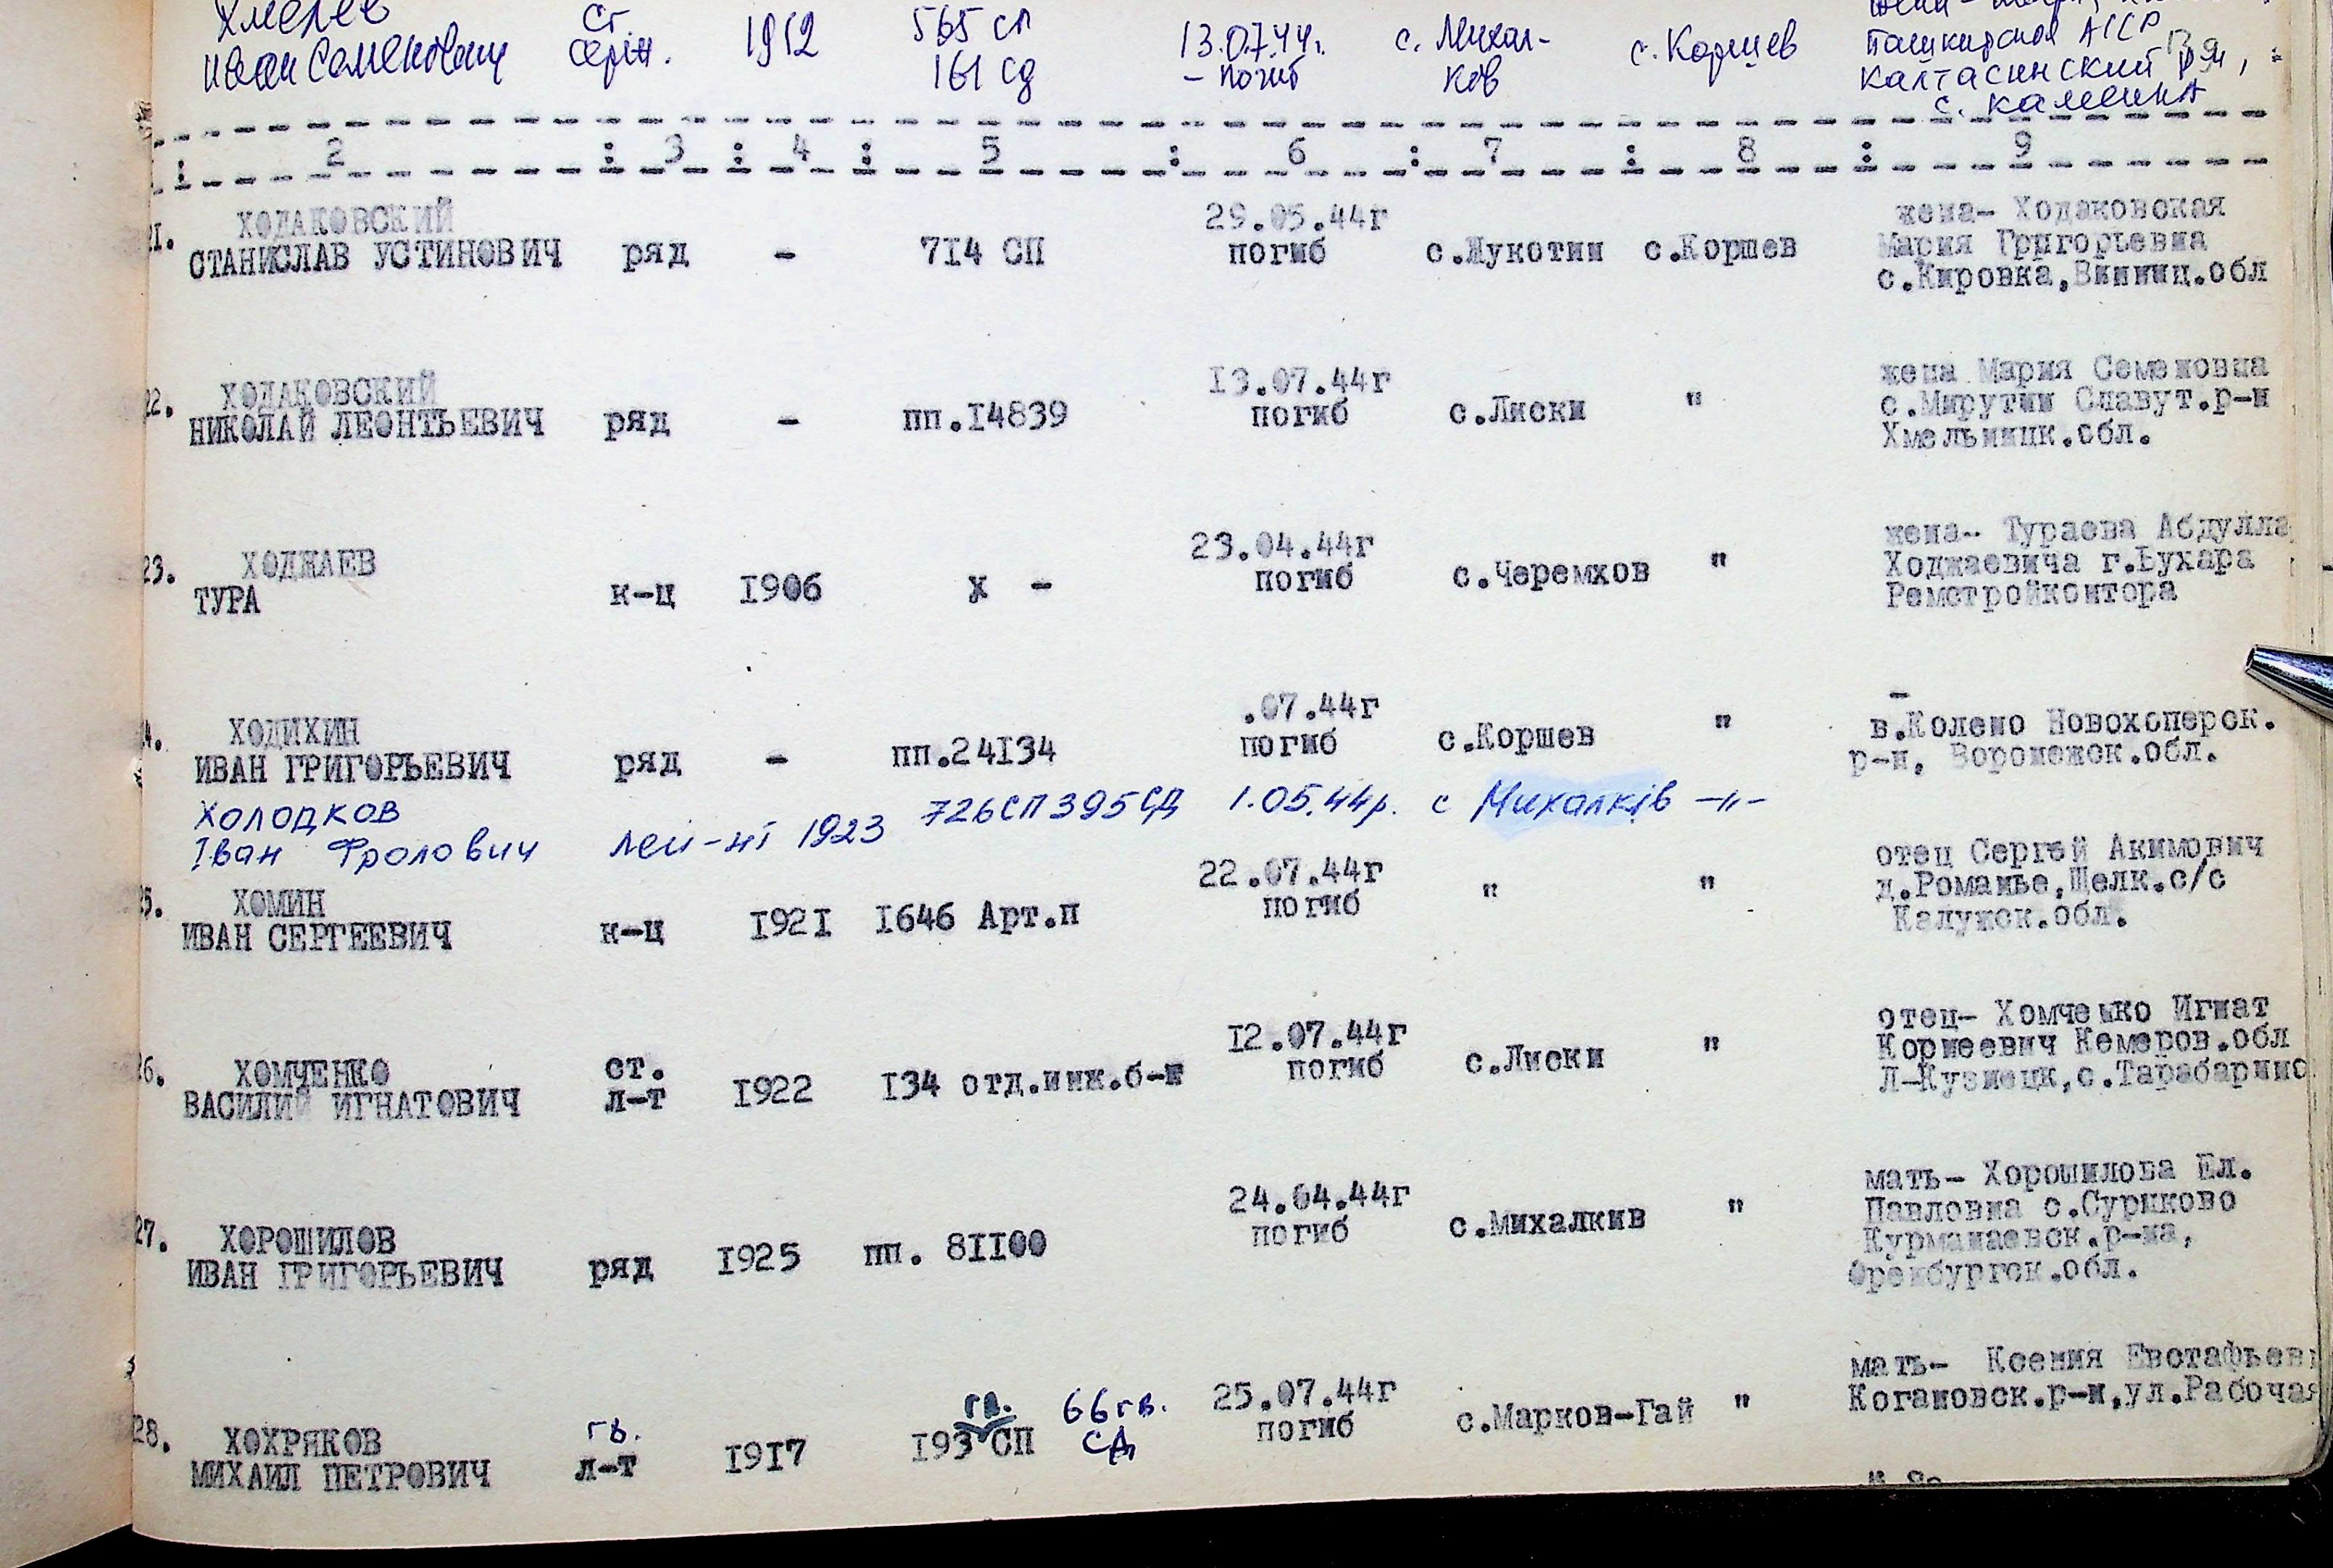 Хмелев
Иван Семенович
Ст
серж.
1912
565 сп
161 сд
13.07.44г.
- погиб
с. Михал-
ков
с. Коршев
Башкирская АССР
Калтасинский р-н,
с.
2 : 3 : 4 : 5 : 6 : 7 : 8 : 9
21. ХОДАКОВСКИЙ
СТАНИСЛАВ УСТИНОВИЧ ряд - 714 СП
29.05.44г
погиб
с.Жукотин с.Коршев
жена- Ходаковская
Мария Григорьевна
с.Кировка,Винниц.обл
22. ХОДАКОВСКИЙ
НИКОЛАЙ ЛЕОНТЬЕВИЧ ряд - пп.14839
13.07.44г
погиб
с.Лиски "
жена Мария Семеновна
с.Мирутин Славут.р-н
Хмельницк.обл.
23. ХОДЖАЕВ
ТУРА к-ц 1906 х -
23.04.44г
погиб
с.Черемхов "
жена- Тураева Абдулла
Ходжаевича г.Бухара
Ремстройконтора
4. ХОДИХИН
ИВАН ГРИГОРЬЕВИЧ ряд - пп.24134
.07.44г
погиб
с.Коршев "
-
в.Колено Новохоперск.
р-н, Воронежск.обл.
Холодков
Іван Фролович лей-нт 1923 726СП 395СД 1.05.44р. с Михалків -"-
25. ХОМИН
ИВАН СЕРГЕЕВИЧ к-ц 1921 1646 Арт.п
22.07.44г
погиб
" "
отец Сергей Акимович
д.Романье,Щелк.с/с
Калужск.обл.
26. ХОМЧЕНКО
ВАСИЛИЙ ИГНАТОВИЧ
ст.
л-т
1922 134 отд.инж.б-н
12.07.44г
погиб
с.Лиски "
отец- Хомченко Игнат
Корнеевич Кемеров.обл
Л-Кузнецк,с.Тарабарино
27. ХОРОШИЛОВ
ИВАН ГРИГОРЬЕВИЧ ряд 1925 пп. 81100
24.04.44г
погиб
с.Михалкив "
мать- Хорошилова Ел.
Павловна с.Суриково
Курманаевск.р-на,
Оренбургск.обл.
28. ХОХРЯКОВ
МИХАИЛ ПЕТРОВИЧ
гв.
л-т
1917
гв.
193 СП
66гв.
СД
25.07.44г
погиб
с.Марков-Гай "
мать- Ксения Евстафьев
Когановск.р-н,ул.Рабочая